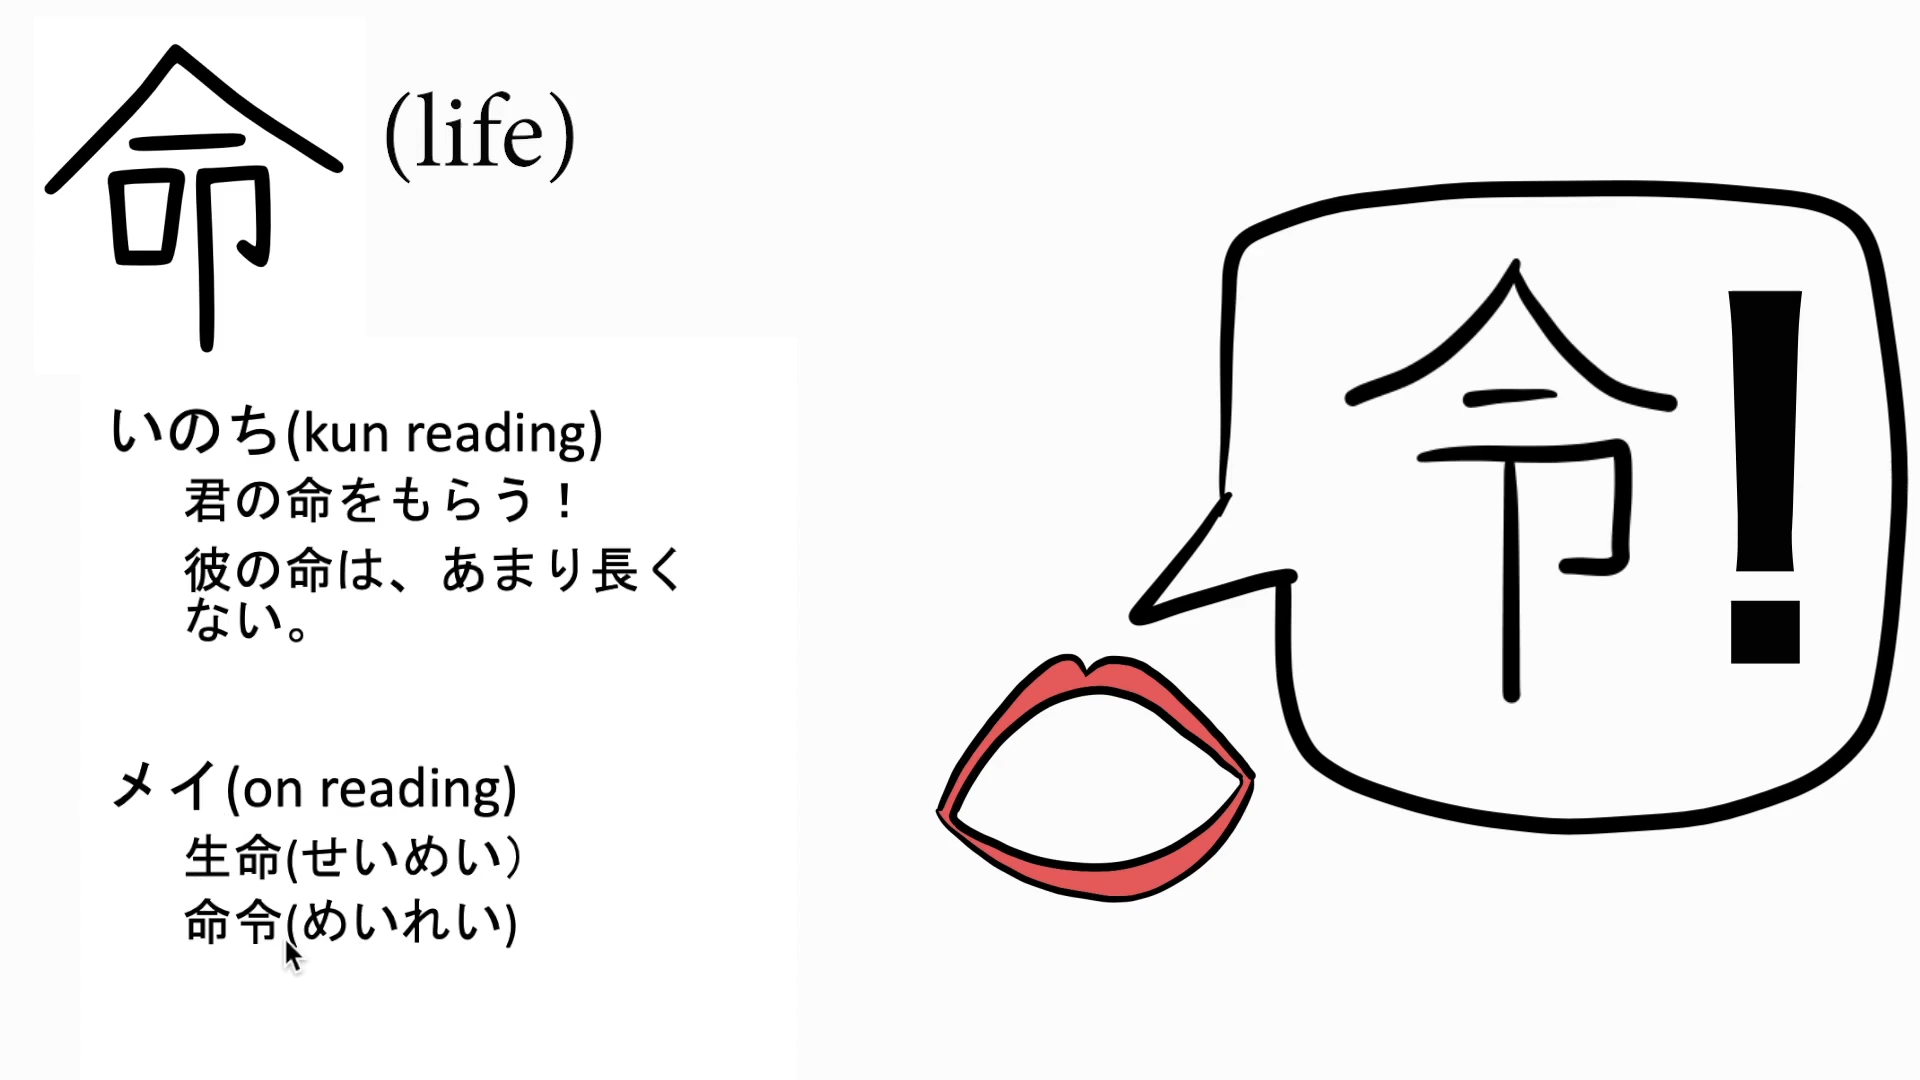 命 (life)
いのち(kun reading)
君の命をもらう！
彼の命は、あまり長く
ない。
メイ(on reading)
生命(せいめい）
命令(めいれい)
令!